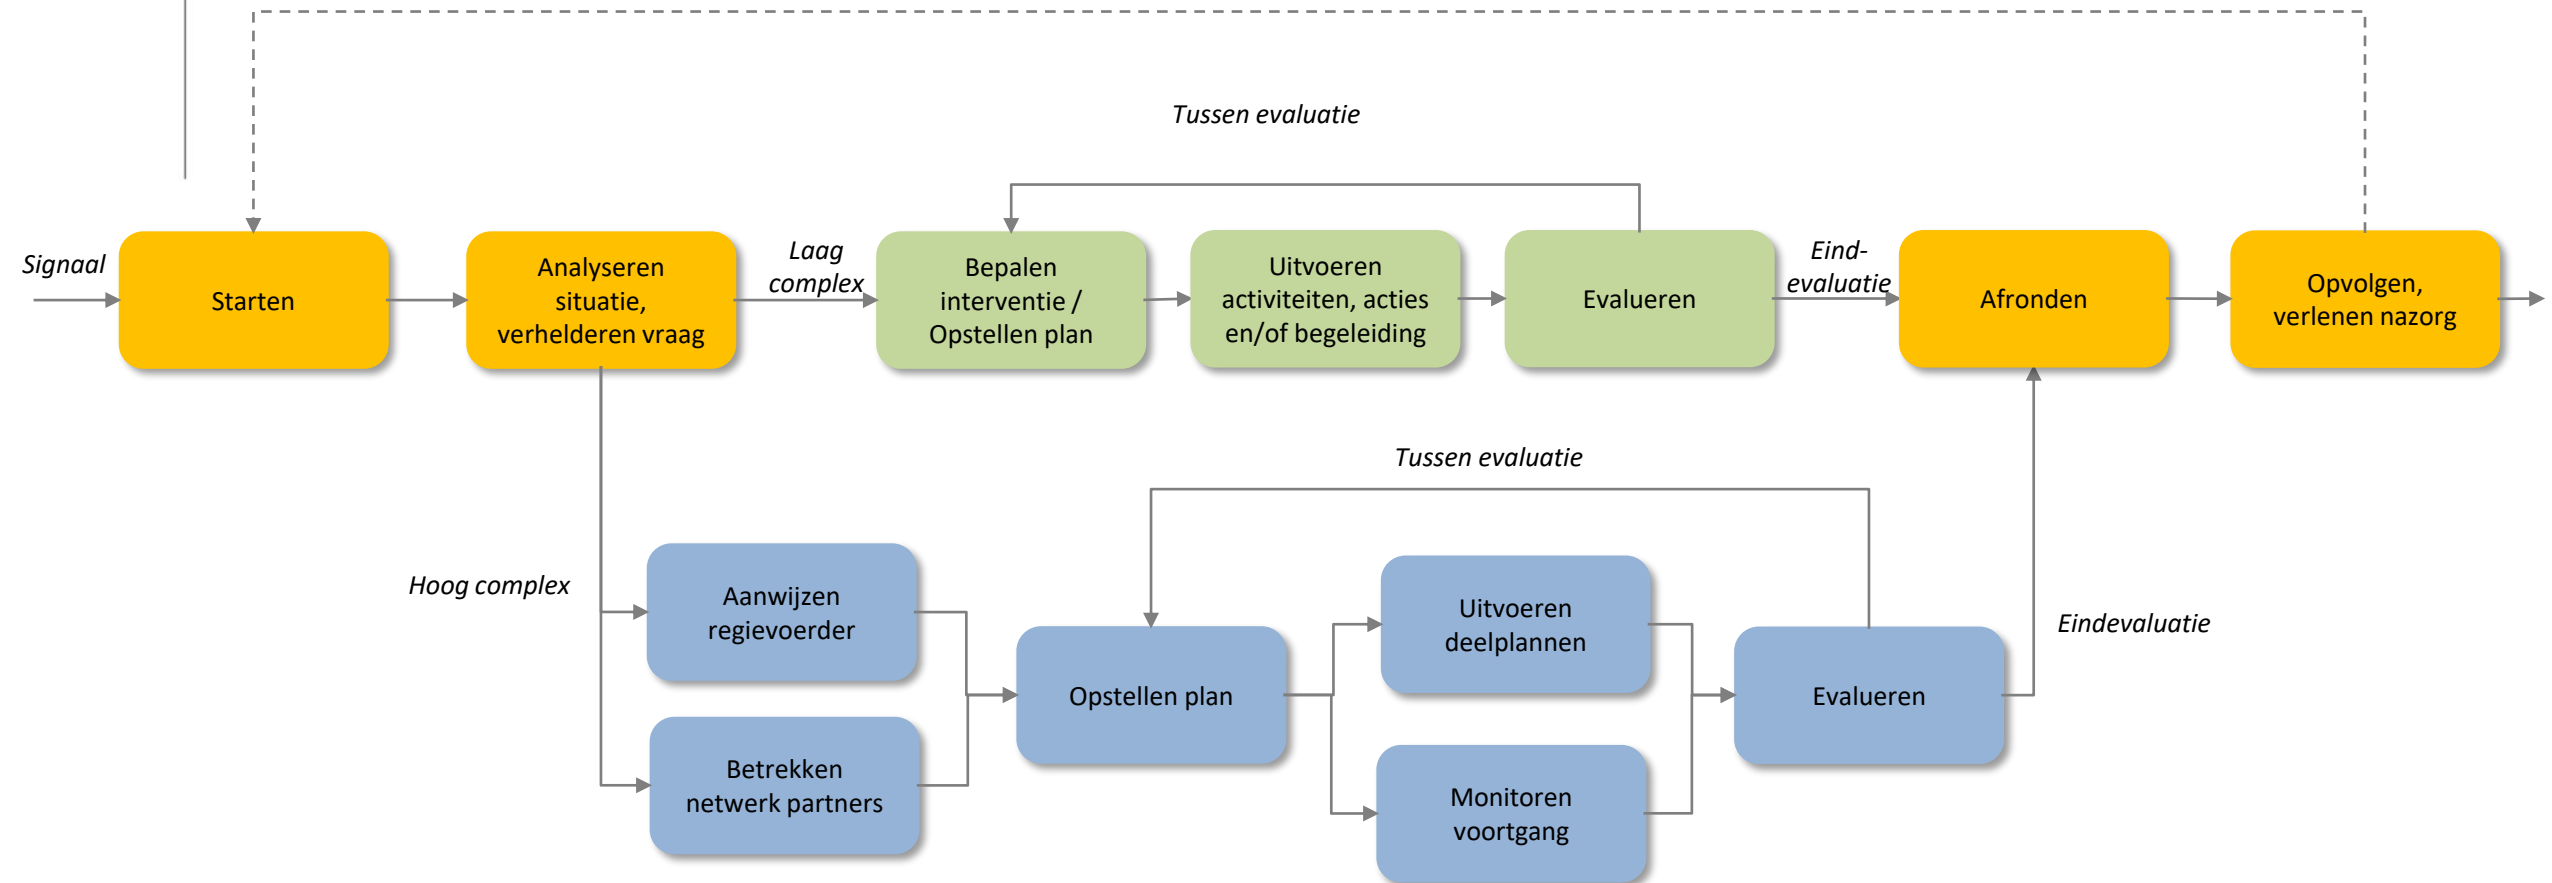 Tussen evaluatie
Signaal
Starten
Analyseren
situatie,
verhelderen vraag
Laag
complex
Bepalen
interventie /
Opstellen plan
Uitvoeren
activiteiten, acties
en/of begeleiding
Evalueren
Eind-
evaluatie
Afronden
Opvolgen,
verlenen nazorg
Tussen evaluatie
Hoog complex
Aanwijzen
regievoerder
Betrekken
netwerk partners
Opstellen plan
Uitvoeren
deelplannen
Monitoren
voortgang
Evalueren
Eindevaluatie